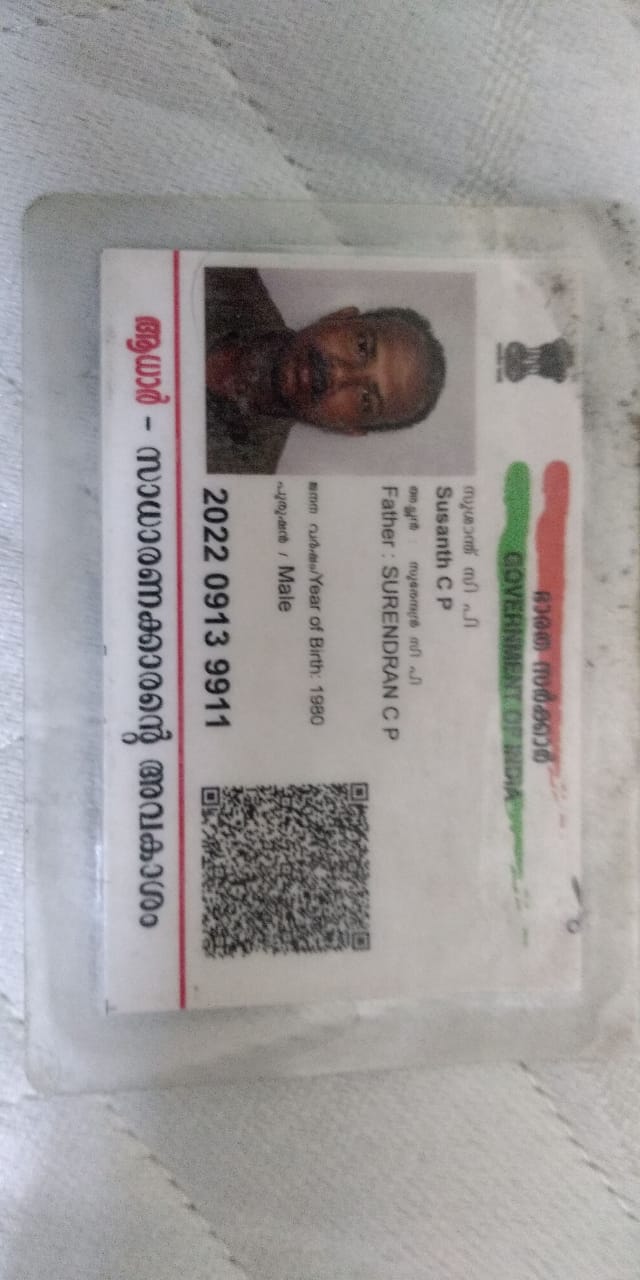 ഭാരത സർക്കാർ
GOVERNMENT OF INDIA
സുശാന്ത് സി പി
Susanth C P
അച്ഛൻ : സുരേന്ദ്രൻ സി പി
Father : SURENDRAN C P
ജനന വർഷം/Year of Birth: 1980
പുരുഷൻ / Male
2022 0913 9911
ആധാർ - സാധാരണക്കാരന്റെ അവകാശം